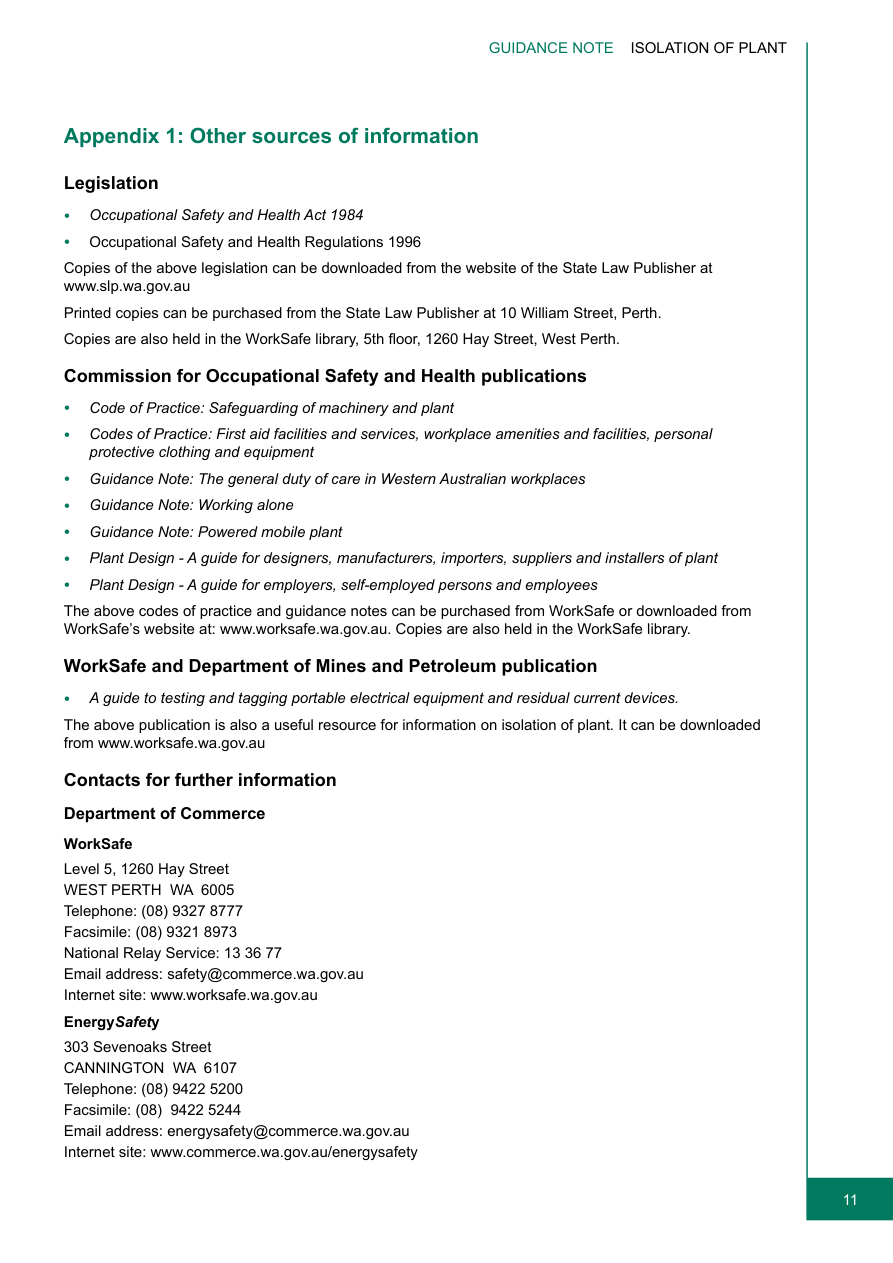 GUIDANCE NOTE ISOLATION OF PLANT
Appendix 1: Other sources of information
Legislation
• Occupational Safety and Health Act 1984
• Occupational Safety and Health Regulations 1996
Copies of the above legislation can be downloaded from the website of the State Law Publisher at
www.slp.wa.gov.au
Printed copies can be purchased from the State Law Publisher at 10 William Street, Perth.
Copies are also held in the WorkSafe library, 5th floor, 1260 Hay Street, West Perth.
Commission for Occupational Safety and Health publications
• Code of Practice: Safeguarding of machinery and plant
• Codes of Practice: First aid facilities and services, workplace amenities and facilities, personal
protective clothing and equipment
• Guidance Note: The general duty of care in Western Australian workplaces
• Guidance Note: Working alone
• Guidance Note: Powered mobile plant
• Plant Design - A guide for designers, manufacturers, importers, suppliers and installers of plant
• Plant Design - A guide for employers, self-employed persons and employees
The above codes of practice and guidance notes can be purchased from WorkSafe or downloaded from
WorkSafe’s website at: www.worksafe.wa.gov.au. Copies are also held in the WorkSafe library.
WorkSafe and Department of Mines and Petroleum publication
• A guide to testing and tagging portable electrical equipment and residual current devices.
The above publication is also a useful resource for information on isolation of plant. It can be downloaded
from www.worksafe.wa.gov.au
Contacts for further information
Department of Commerce
WorkSafe
Level 5, 1260 Hay Street
WEST PERTH WA 6005
Telephone: (08) 9327 8777
Facsimile: (08) 9321 8973
National Relay Service: 13 36 77
Email address: safety@commerce.wa.gov.au
Internet site: www.worksafe.wa.gov.au
EnergySafety
303 Sevenoaks Street
CANNINGTON WA 6107
Telephone: (08) 9422 5200
Facsimile: (08) 9422 5244
Email address: energysafety@commerce.wa.gov.au
Internet site: www.commerce.wa.gov.au/energysafety
11